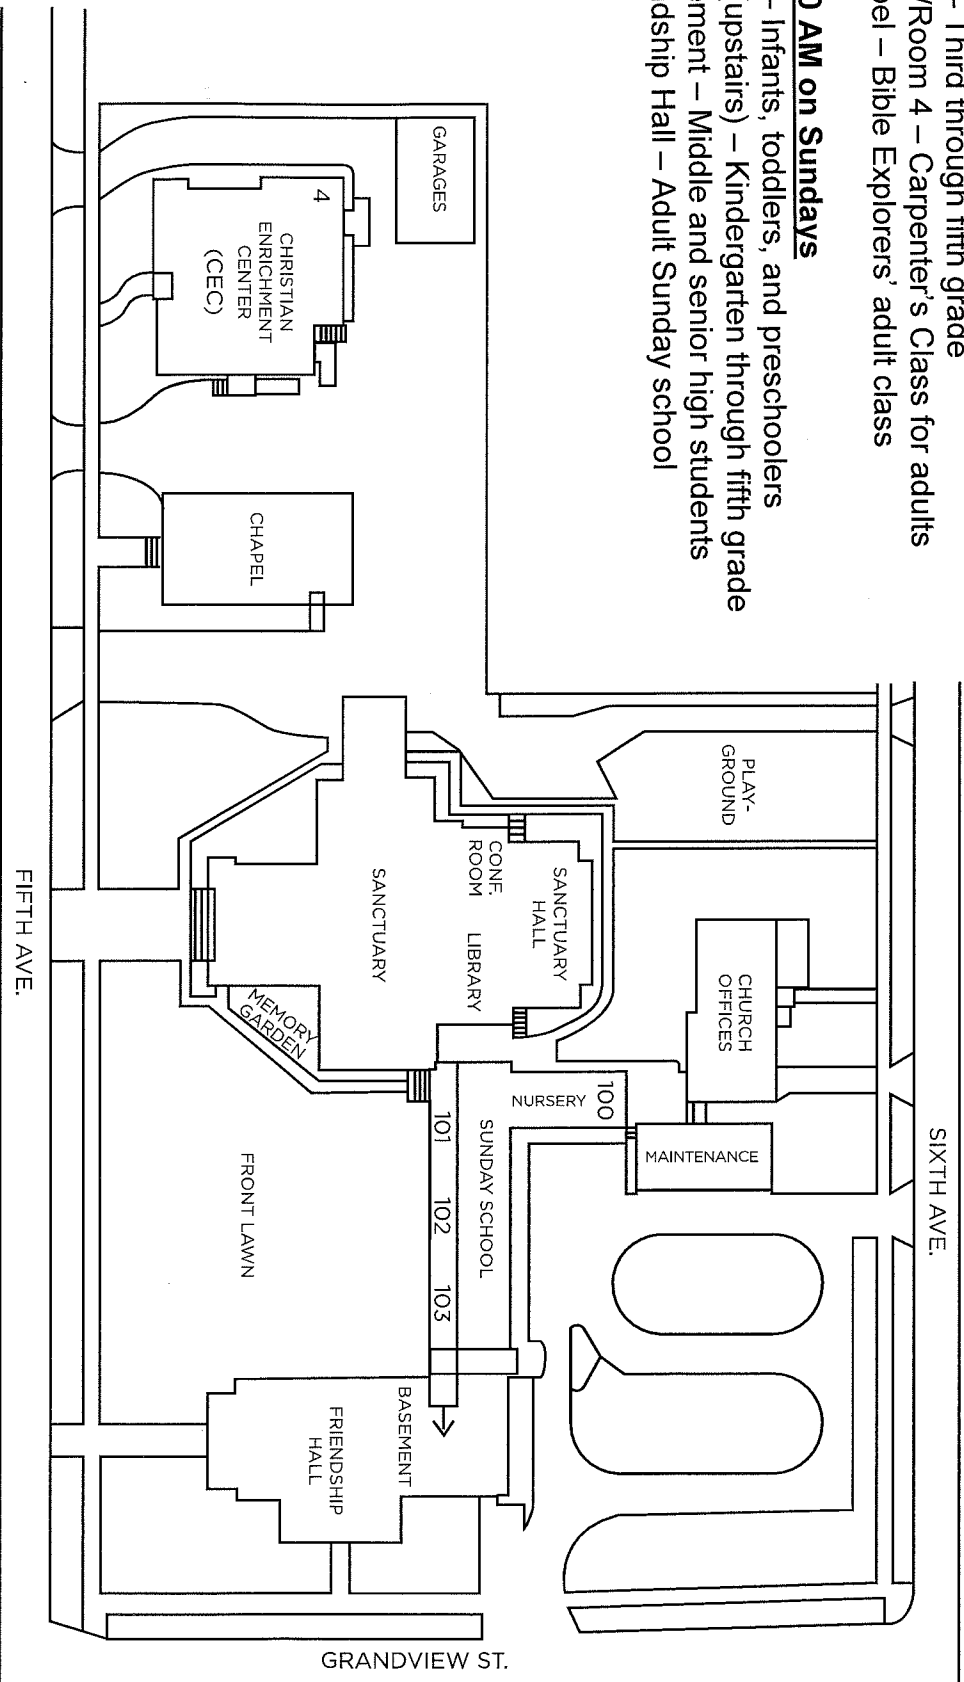 – Third through fifth grade
/Room 4 – Carpenter's Class for adults
– Bible Explorers' adult class
AM on Sundays
– Infants, toddlers, and preschoolers
upstairs) – Kindergarten through fifth grade
– Middle and senior high students
Hall – Adult Sunday school
GARAGES
4
CHRISTIAN
ENRICHMENT
CENTER
(CEC)
CHAPEL
PLAY-
GROUND
SANCTUARY
HALL
CONF.
ROOM
LIBRARY
SANCTUARY
MEMORY
GARDEN
CHURCH
OFFICES
100
NURSERY
MAINTENANCE
SUNDAY SCHOOL
101
102
103
FRONT LAWN
BASEMENT
FRIENDSHIP
HALL
FIFTH AVE.
SIXTH AVE.
GRANDVIEW ST.